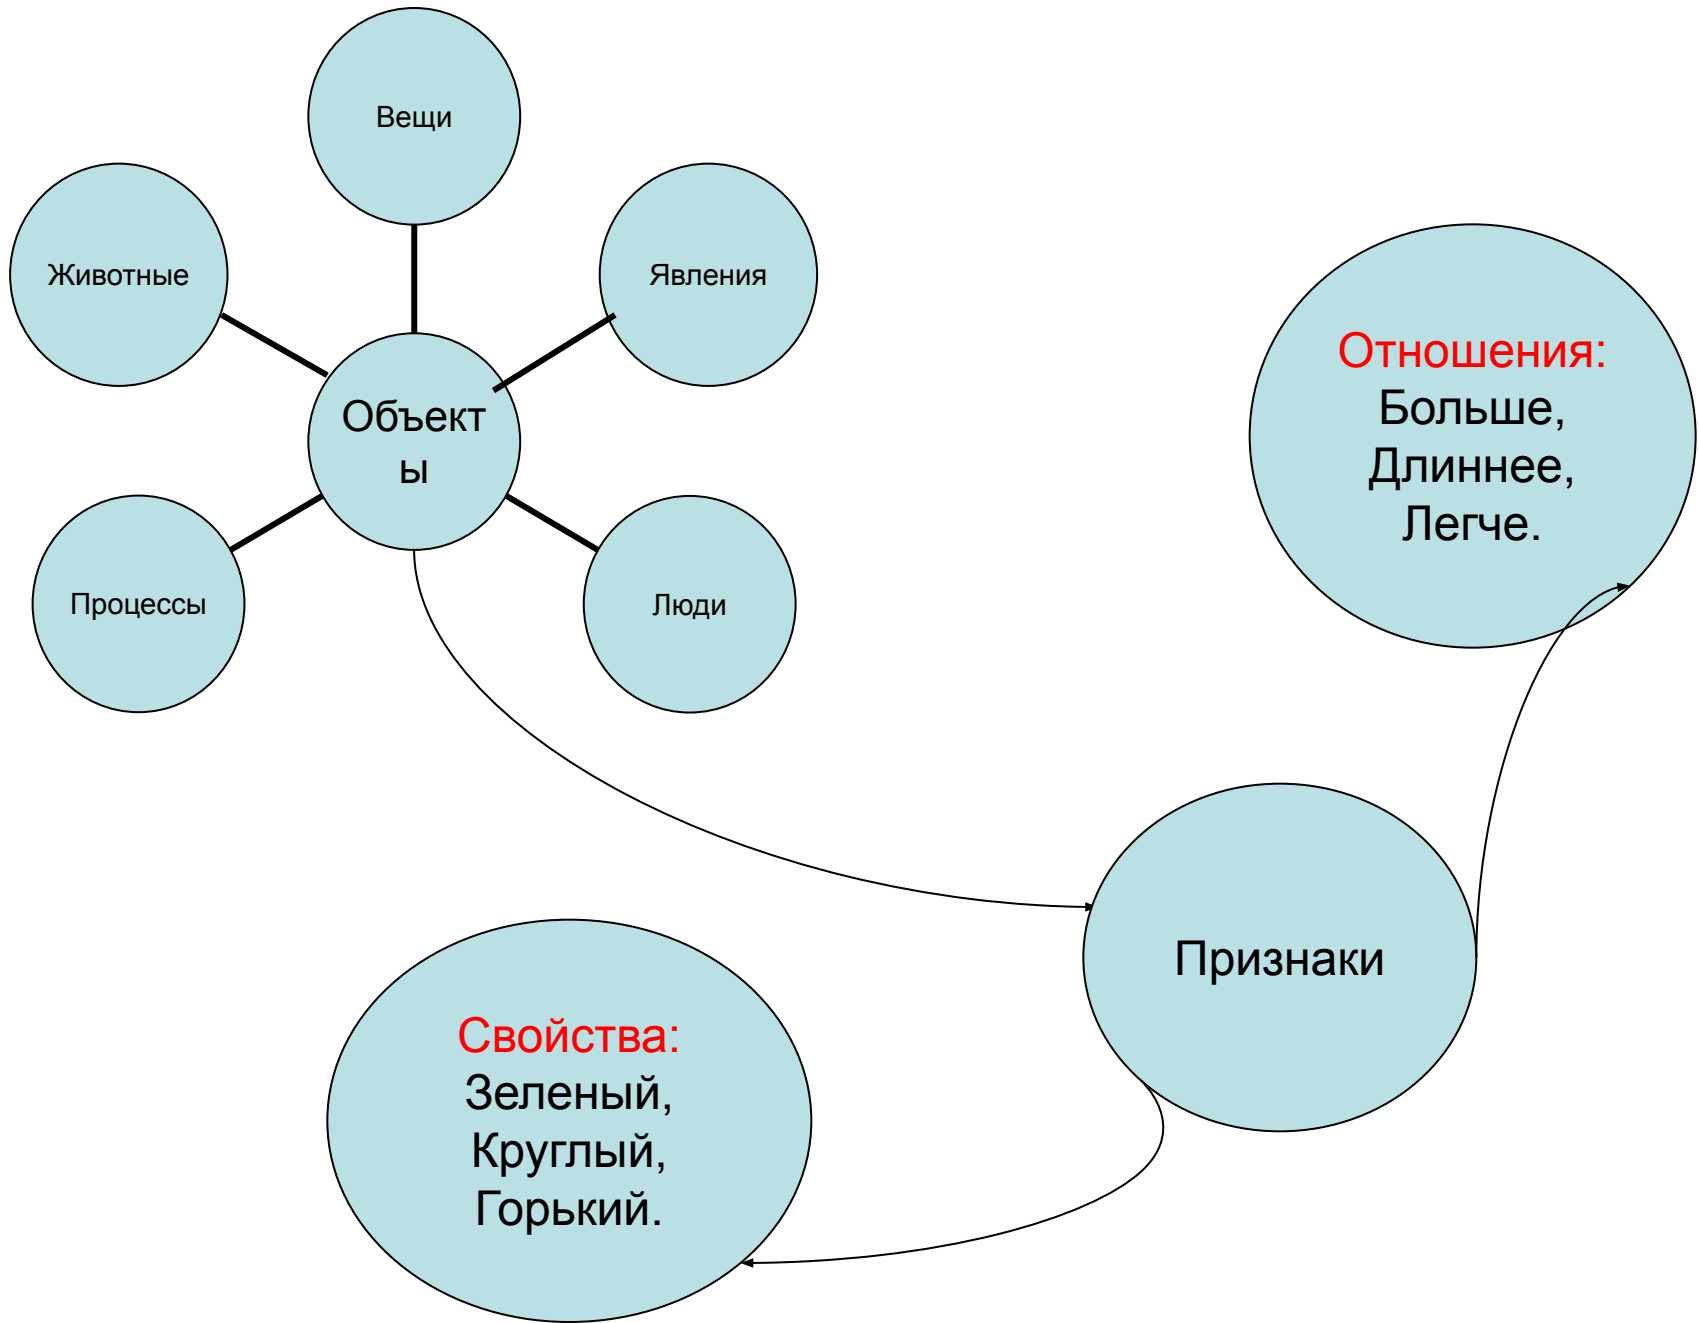 Вещи
Животные
Явления
Объект
ы
Процессы
Люди
Отношения:
Больше,
Длиннее,
Легче.
Признаки
Свойства:
Зеленый,
Круглый,
Горький.